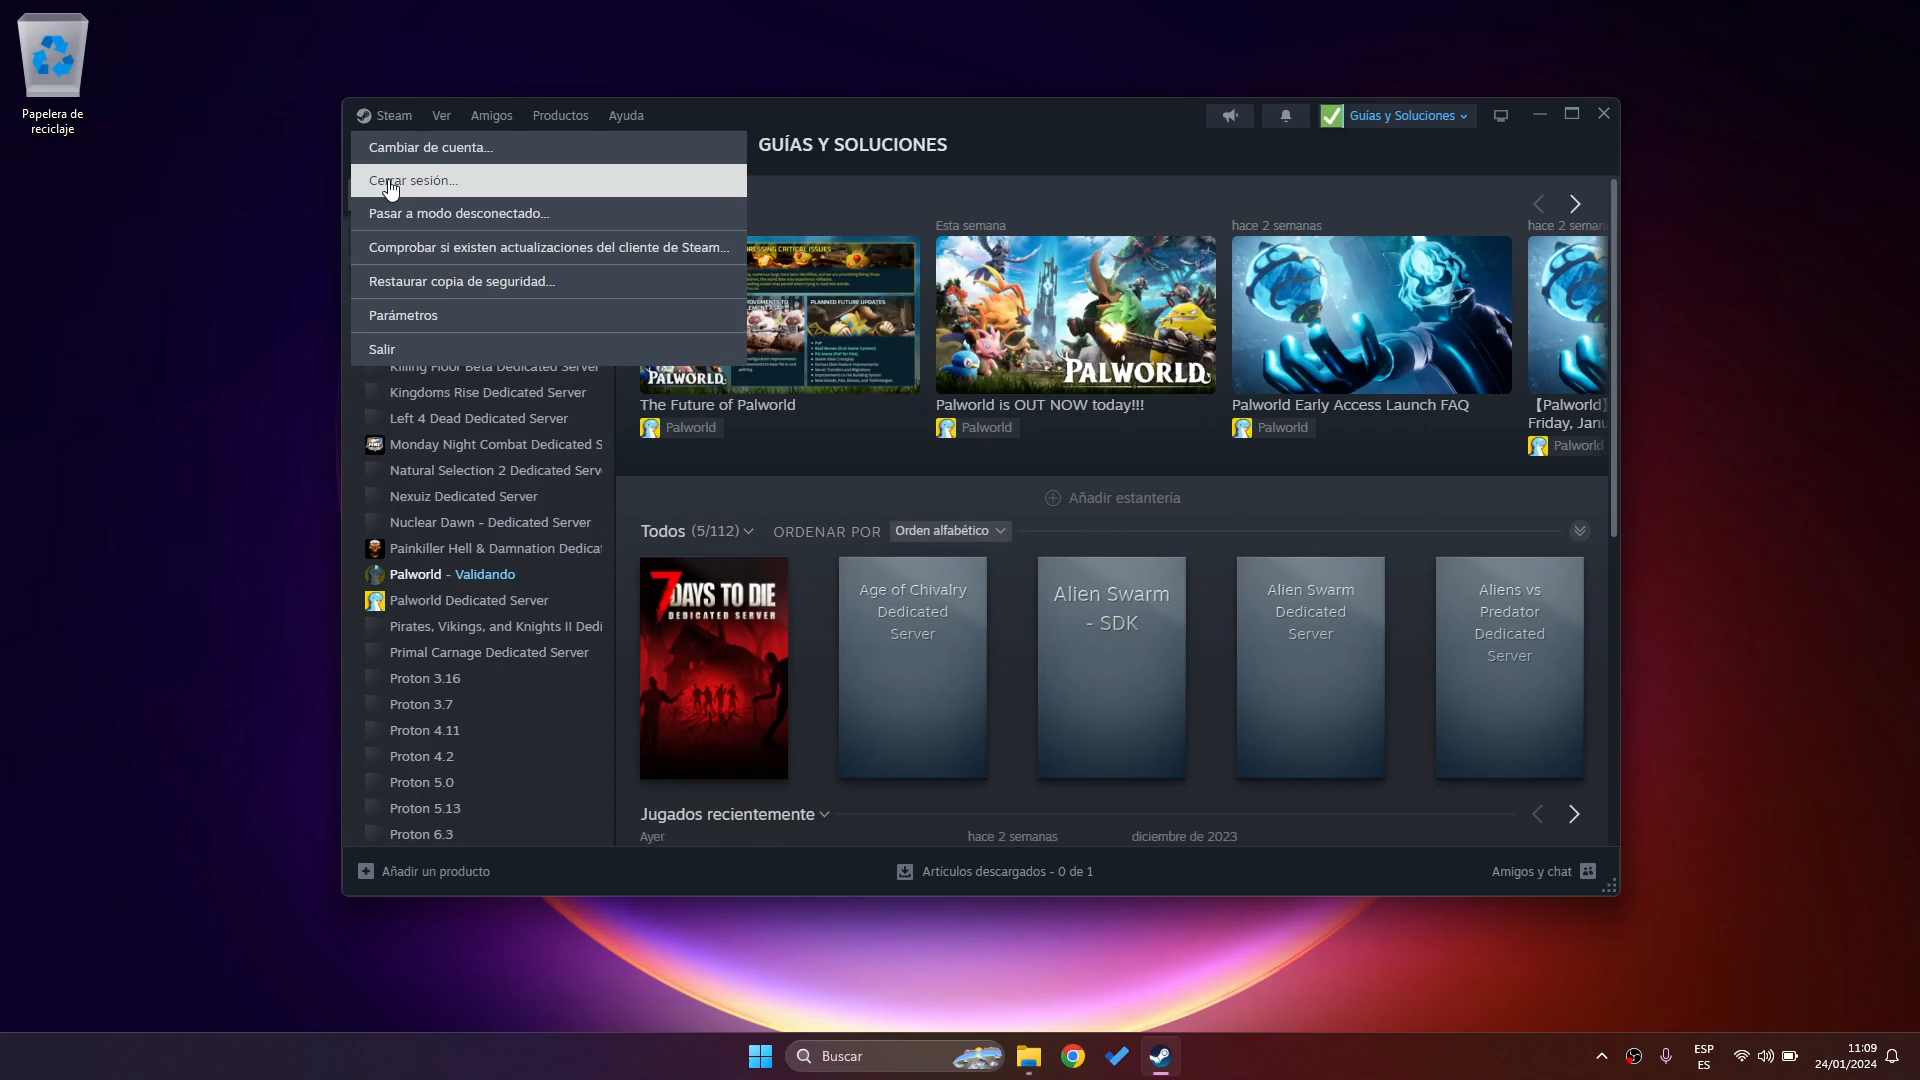 Papelera de
reciclaje
Steam Ver Amigos Productos Ayuda
Guías y Soluciones
Cambiar de cuenta...
Cerrar sesión...
Pasar a modo desconectado...
Comprobar si existen actualizaciones del cliente de Steam...
Restaurar copia de seguridad...
Parámetros
Salir
GUÍAS Y SOLUCIONES
Esta semana
hace 2 semanas
hace 2 seman
CRITICAL ISSUES
PLANNED FUTURE UPDATES
PALWORLD
PALWORLD
The Future of Palworld
Palworld
Palworld is OUT NOW today!!!
Palworld
Palworld Early Access Launch FAQ
Palworld
【Palworld】
Friday, Janu
Palworld
Killing Floor Beta Dedicated Server
Kingdoms Rise Dedicated Server
Left 4 Dead Dedicated Server
Monday Night Combat Dedicated S
Natural Selection 2 Dedicated Serv
Nexuiz Dedicated Server
Nuclear Dawn - Dedicated Server
Painkiller Hell & Damnation Dedica
Palworld - Validando
Palworld Dedicated Server
Pirates, Vikings, and Knights II Dedi
Primal Carnage Dedicated Server
Proton 3.16
Proton 3.7
Proton 4.11
Proton 4.2
Proton 5.0
Proton 5.13
Proton 6.3
Añadir estantería
Todos (5/112) ORDENAR POR Orden alfabético
7 DAYS TO DIE
DEDICATED SERVER
Age of Chivalry
Dedicated
Server
Alien Swarm
- SDK
Alien Swarm
Dedicated
Server
Aliens vs
Predator
Dedicated
Server
Jugados recientemente
Ayer
hace 2 semanas
diciembre de 2023
Añadir un producto
Artículos descargados - 0 de 1
Amigos y chat
Buscar
ESP
ES
11:09
24/01/2024